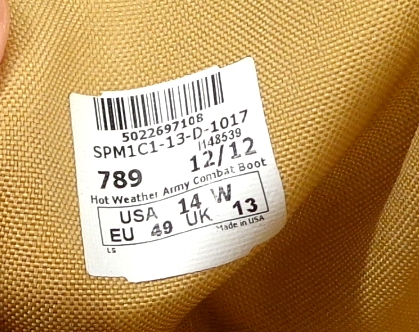 502269710B
SPM1C1-13-D-1017
I148539
789 12/12
Hot Weather Army Combat Boot
USA 14 W
EU 49 UK 13
Made in USA
LS